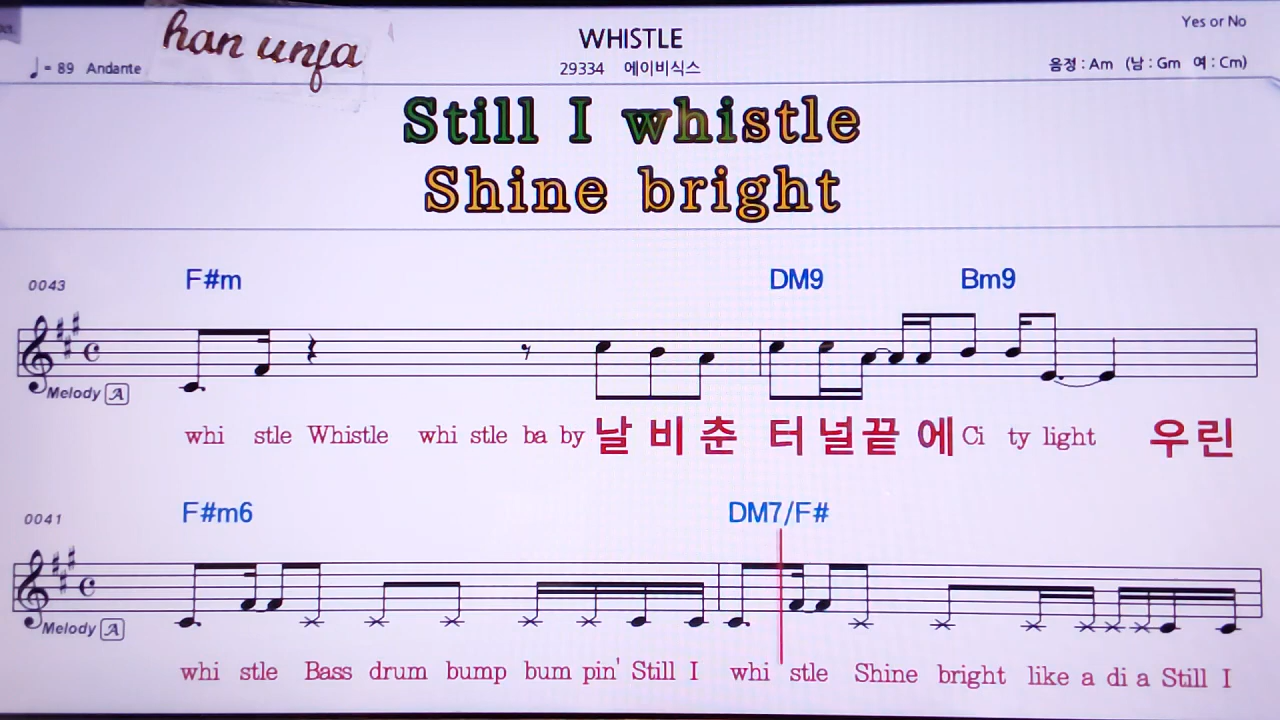 han unfa
WHISTLE
Yes or No
♩= 89 Andante
29334 에이비식스
음정 : Am (남 : Gm 여 : Cm)
Still I whistle
Shine bright
0043
F#m DM9 Bm9
Melody A
whi stle Whistle whi stle ba by 날 비 춘 터 널 끝 에 Ci ty light 우 린
0041
F#m6 DM7/F#
Melody A
whi stle Bass drum bump bum pin' Still I whi stle Shine bright like a di a Still I